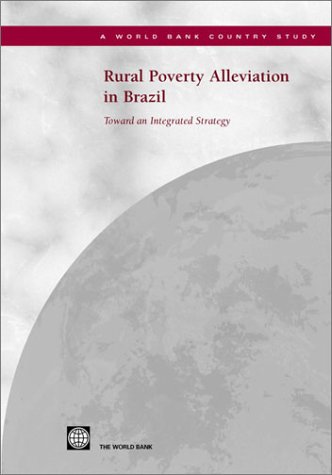 A WORLD BANK COUNTRY STUDY
Rural Poverty Alleviation
in Brazil
Toward an Integrated Strategy
THE WORLD BANK